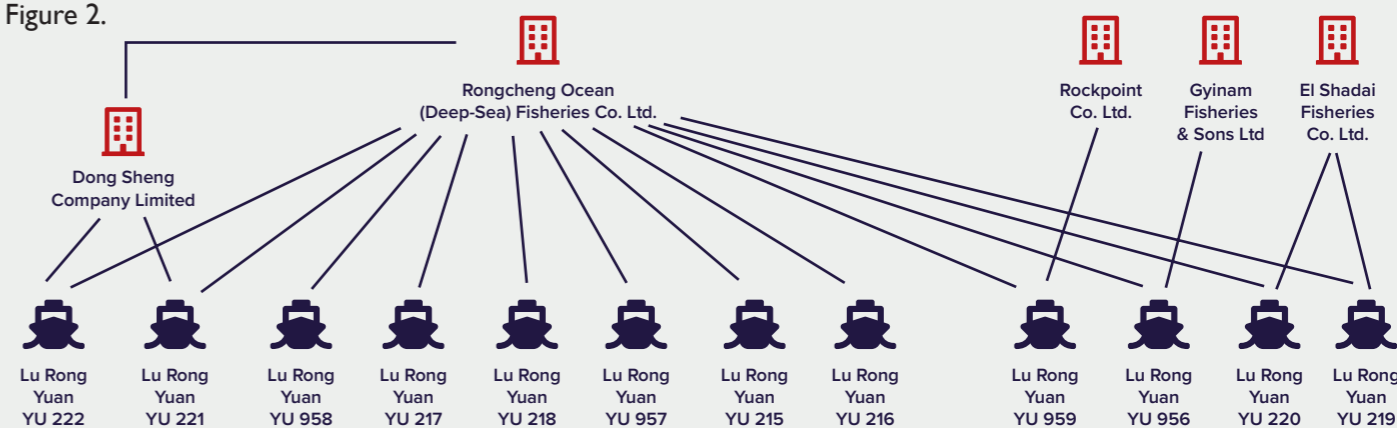 Figure 2.
Rongcheng Ocean
(Deep-Sea) Fisheries Co. Ltd.
Rockpoint
Co. Ltd.
Gyinam
Fisheries
& Sons Ltd
El Shadai
Fisheries
Co. Ltd.
Dong Sheng
Company Limited
Lu Rong
Yuan
YU 222
Lu Rong
Yuan
YU 221
Lu Rong
Yuan
YU 958
Lu Rong
Yuan
YU 217
Lu Rong
Yuan
YU 218
Lu Rong
Yuan
YU 957
Lu Rong
Yuan
YU 215
Lu Rong
Yuan
YU 216
Lu Rong
Yuan
YU 959
Lu Rong
Yuan
YU 956
Lu Rong
Yuan
YU 220
Lu Rong
Yuan
YU 219